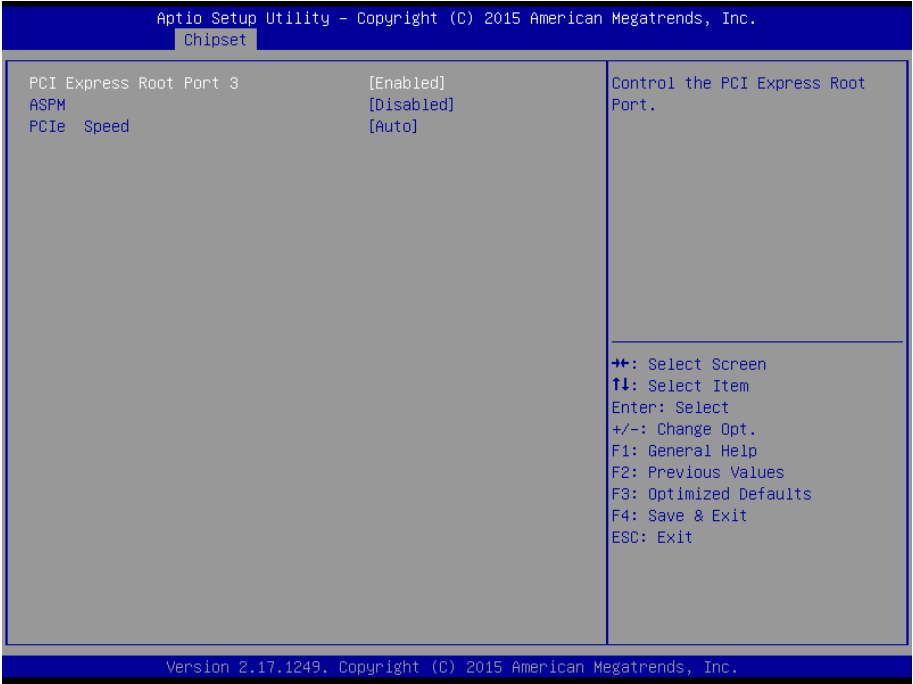 Aptio Setup Utility – Copyright (C) 2015 American Megatrends, Inc.
Chipset
PCI Express Root Port 3 [Enabled]
ASPM [Disabled]
PCIe  Speed [Auto]
Control the PCI Express Root
Port.
→←: Select Screen
↑↓: Select Item
Enter: Select
+/-: Change Opt.
F1: General Help
F2: Previous Values
F3: Optimized Defaults
F4: Save & Exit
ESC: Exit
Version 2.17.1249. Copyright (C) 2015 American Megatrends, Inc.